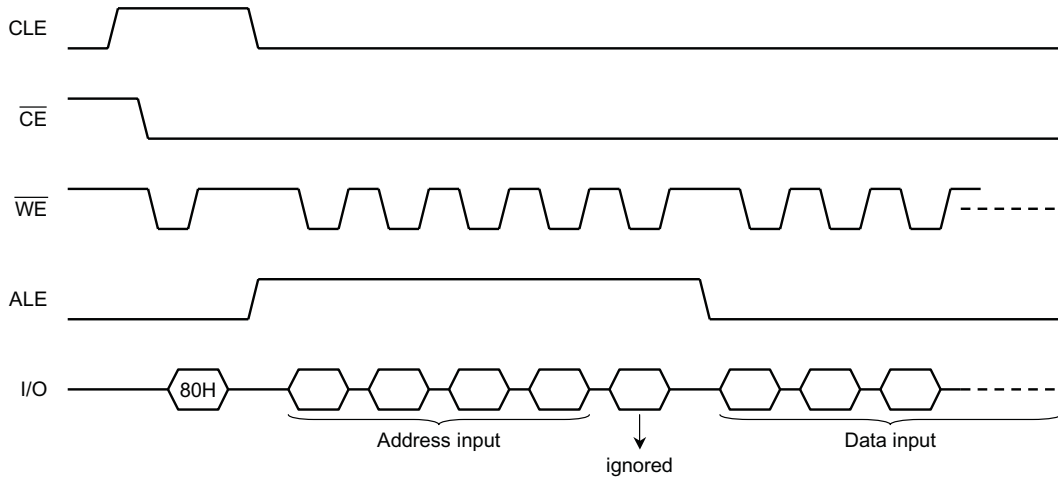 CLE
CE
WE
ALE
I/O
80H
Address input
ignored
Data input